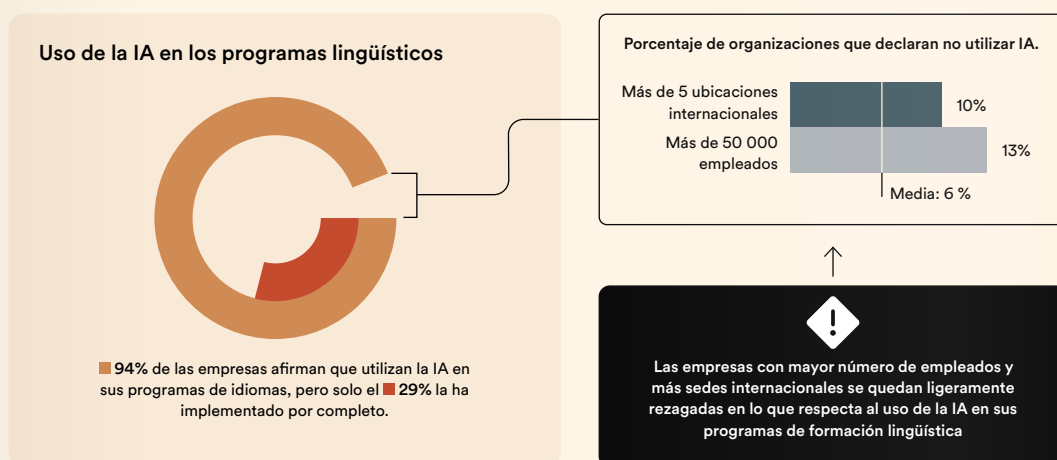 Uso de la IA en los programas lingüísticos
94% de las empresas afirman que utilizan la IA en
sus programas de idiomas, pero solo el 29% la ha
implementado por completo.
Porcentaje de organizaciones que declaran no utilizar IA.
Más de 5 ubicaciones
internacionales
10%
Más de 50 000
empleados
13%
Media: 6 %
Las empresas con mayor número de empleados y
más sedes internacionales se quedan ligeramente
rezagadas en lo que respecta al uso de la IA en sus
programas de formación lingüística